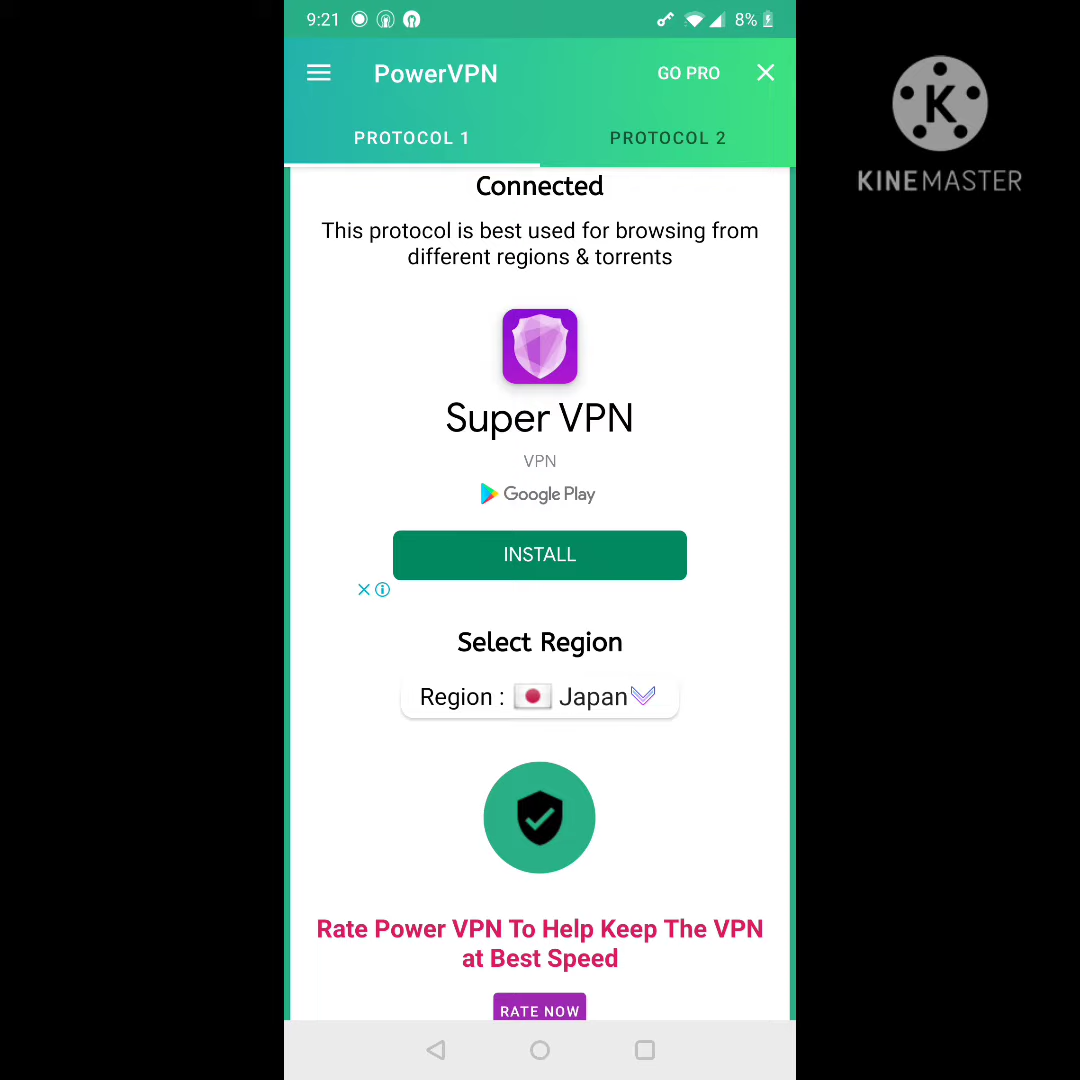 9:21
8%
PowerVPN
GO PRO
PROTOCOL 1
PROTOCOL 2
Connected
This protocol is best used for browsing from
different regions & torrents
Super VPN
VPN
Google Play
INSTALL
Select Region
Region : Japan
Rate Power VPN To Help Keep The VPN
at Best Speed
RATE NOW
K
KINEMASTER